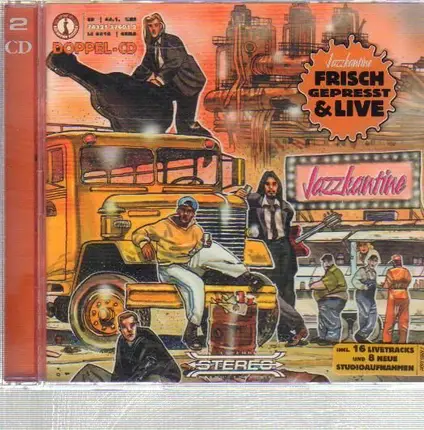 2
CD
DOPPEL-CD
Jazzkantine
FRISCH
GEPRESST
& LIVE
Jazzkantine
STEREO
INKL. 16 LIVETRACKS
UND 8 NEUE
STUDIOAUFNAHMEN